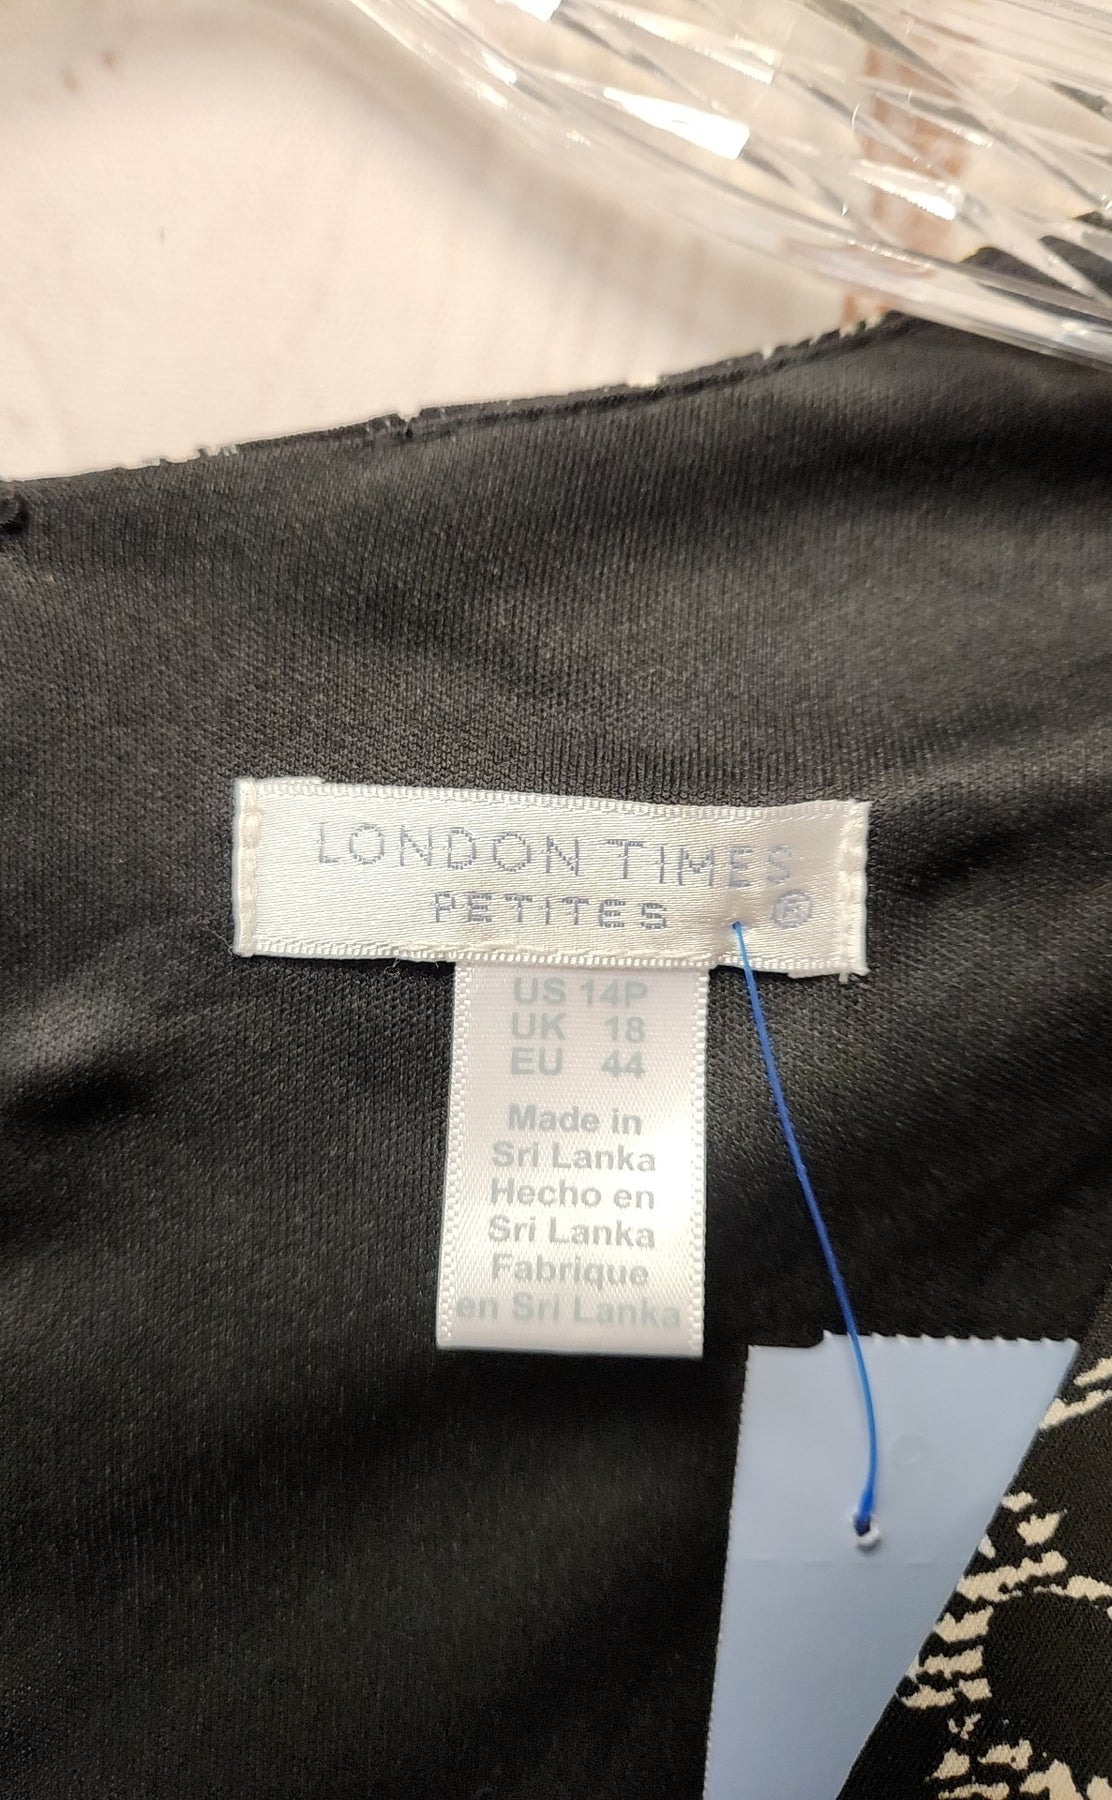 LONDON TIMES
PETITES ®
US 14P
UK 18
EU 44
Made in
Sri Lanka
Hecho en
Sri Lanka
Fabrique
en Sri Lanka